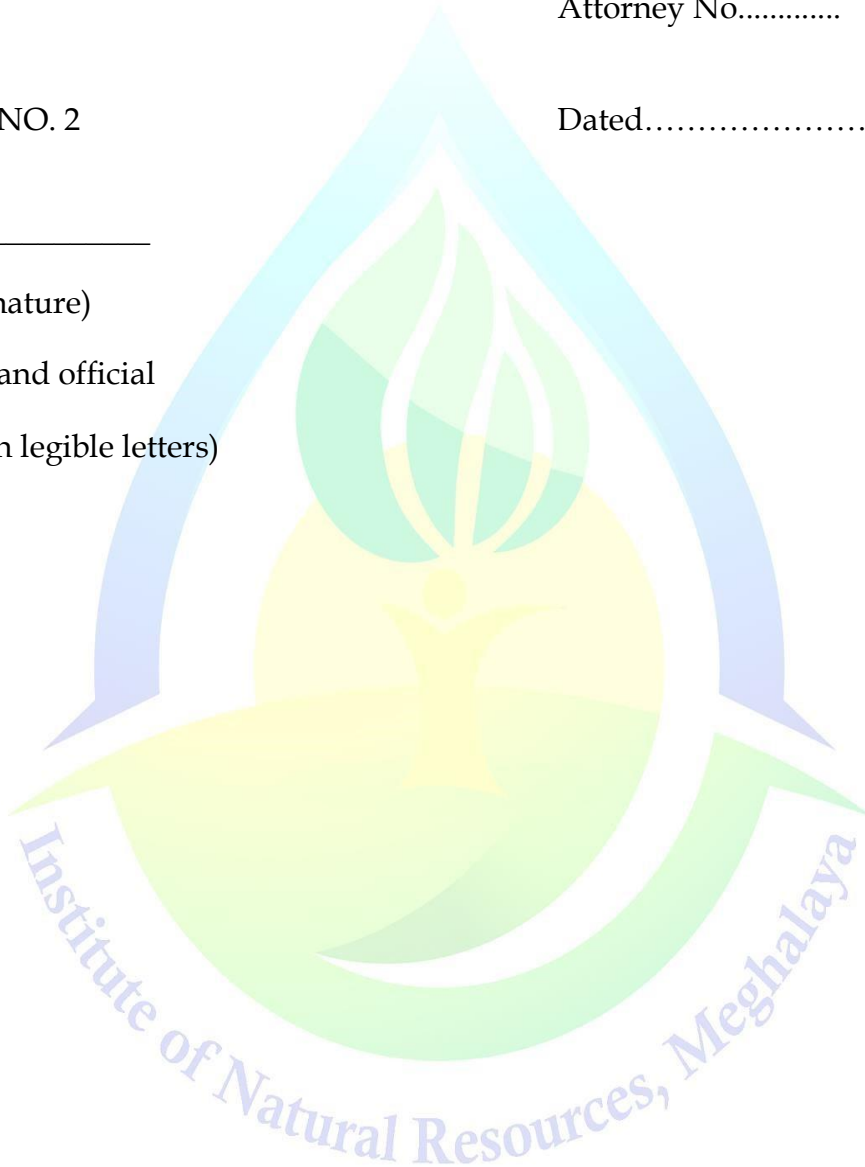 Attorney No.............
NO. 2 Dated.....................
nature)
and official
n legible letters)
Institute of Natural Resources, Meghalaya